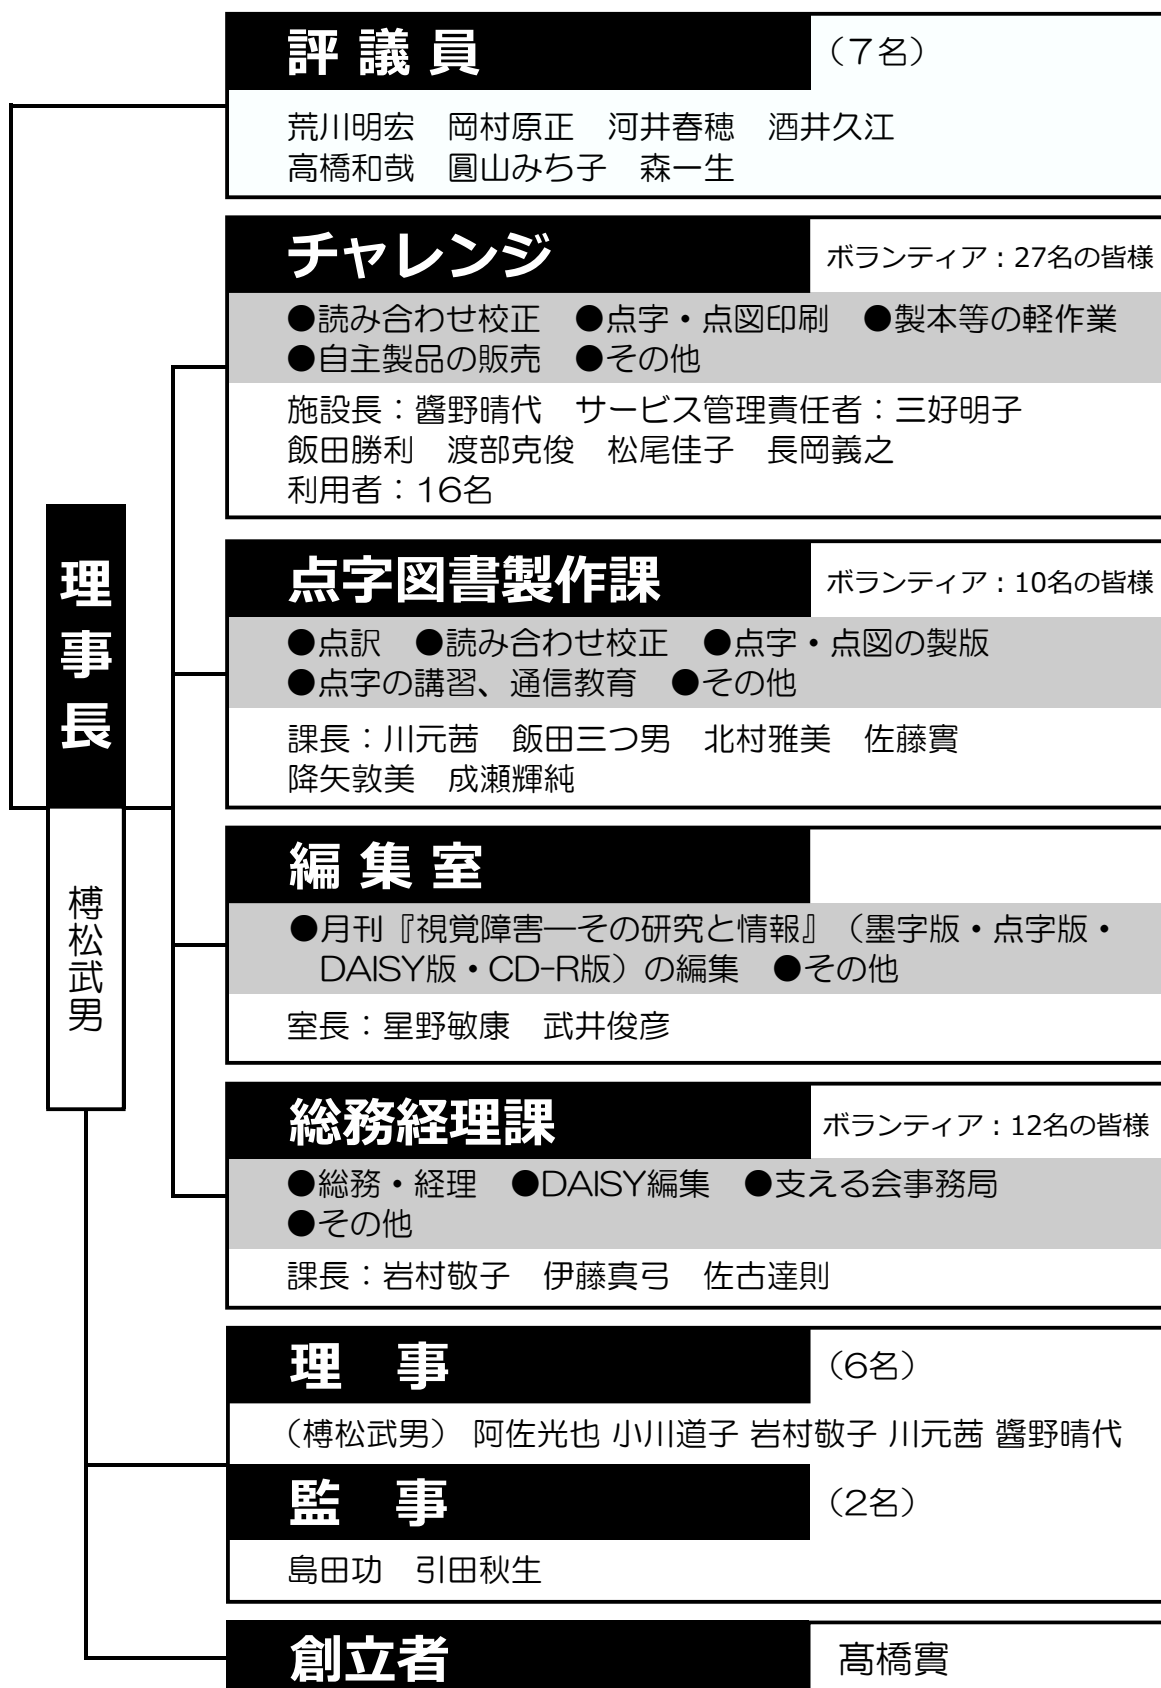 評議員 （７名）
荒川明宏　岡村原正　河井春穂　酒井久江
高橋和哉　圓山みち子　森一生
チャレンジ ボランティア：27名の皆様
●読み合わせ校正　●点字・点図印刷　●製本等の軽作業
●自主製品の販売　●その他
施設長：醬野晴代　サービス管理責任者：三好明子
飯田勝利　渡部克俊　松尾佳子　長岡義之
利用者：16名
理事長
榑松武男
点字図書製作課 ボランティア：10名の皆様
●点訳　●読み合わせ校正　●点字・点図の製版
●点字の講習、通信教育　●その他
課長：川元茜　飯田三つ男　北村雅美　佐藤實
降矢敦美　成瀬輝純
編集室
●月刊『視覚障害―その研究と情報』（墨字版・点字版・
DAISY版・CD-R版）の編集　●その他
室長：星野敏康　武井俊彦
総務経理課 ボランティア：12名の皆様
●総務・経理　●DAISY編集　●支える会事務局
●その他
課長：岩村敬子　伊藤真弓　佐古達則
理　事 （6名）
（榑松武男） 阿佐光也 小川道子 岩村敬子 川元茜 醬野晴代
監　事 （2名）
島田功　引田秋生
創立者 髙橋實